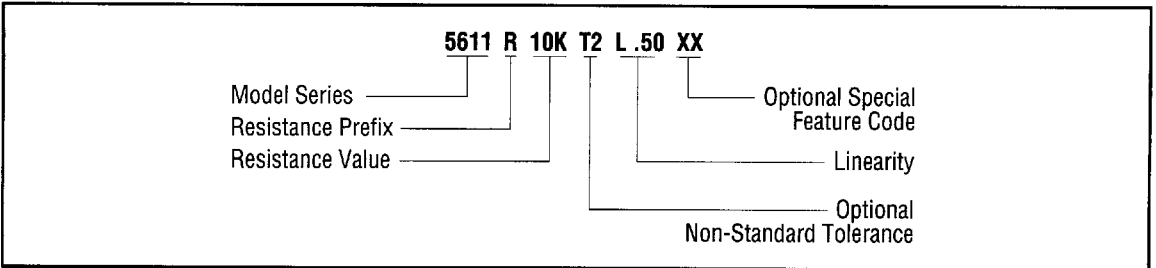 5611 R 10K T2 L .50 XX
Model Series
Resistance Prefix
Resistance Value
Optional Special
Feature Code
Linearity
Optional
Non-Standard Tolerance